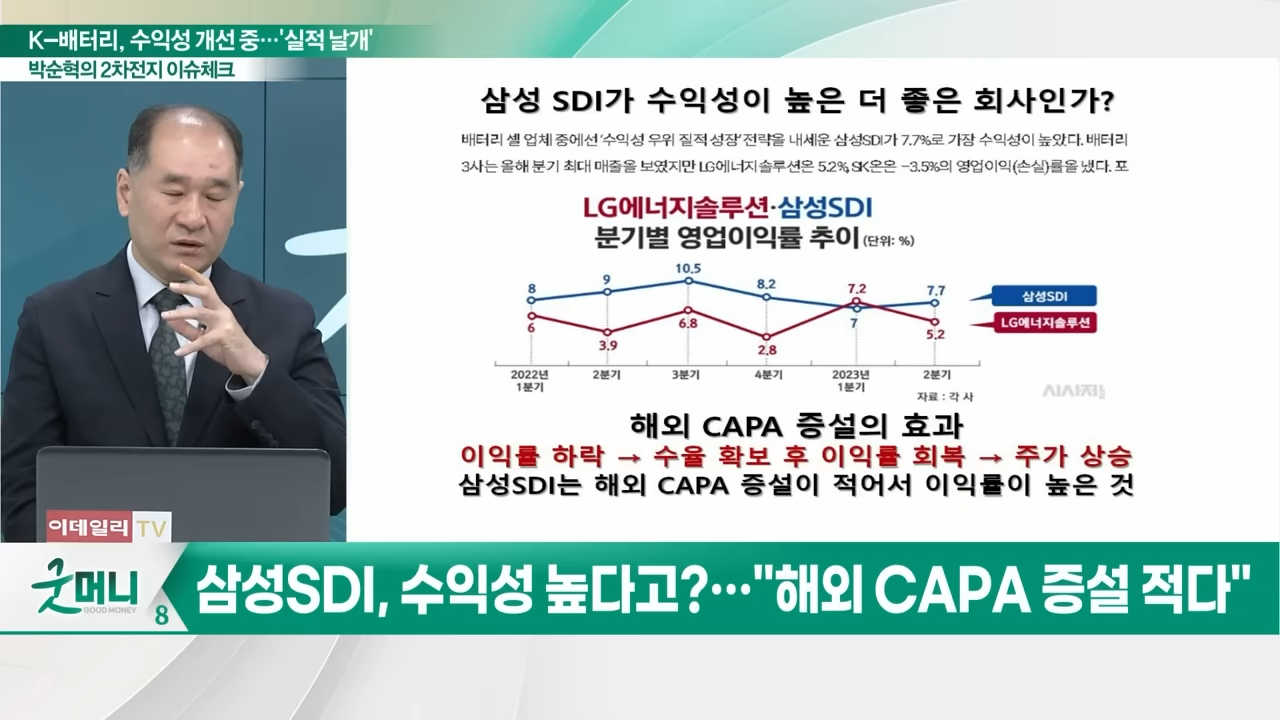 K-배터리, 수익성 개선 중…'실적 날개'
박순혁의 2차전지 이슈체크
삼성 SDI가 수익성이 높은 더 좋은 회사인가?
배터리 셀 업체 중에선 '수익성 우위 질적 성장' 전략을 내세운 삼성SDI가 7.7%로 가장 수익성이 높았다. 배터리
3사는 올해 분기 최대 매출을 보였지만 LG에너지솔루션은 5.2%, SK온은 -3.5%의 영업이익(손실)률을 냈다. 포
LG에너지솔루션·삼성SDI
분기별 영업이익률 추이 (단위: %)
8 9 10.5 8.2 7.2 7.7
6 3.9 6.8 2.8 7 5.2
삼성SDI
LG에너지솔루션
2022년 2분기 3분기 4분기 2023년 2분기
1분기 1분기
자료 : 각 사
해외 CAPA 증설의 효과
이익률 하락 → 수율 확보 후 이익률 회복 → 주가 상승
삼성SDI는 해외 CAPA 증설이 적어서 이익률이 높은 것
이데일리 TV
굿머니
GOOD MONEY
8
삼성SDI, 수익성 높다고?…"해외 CAPA 증설 적다"